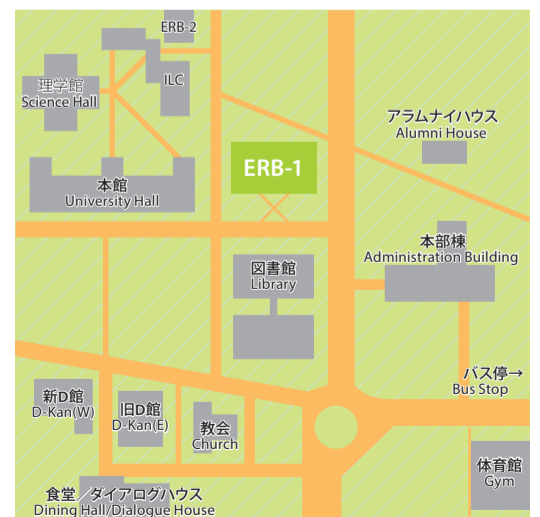 ERB-2
ILC
理学館
Science Hall
アラムナイハウス
Alumni House
ERB-1
本館
University Hall
本部棟
Administration Building
図書館
Library
バス停→
Bus Stop
新D館
D-Kan(W)
旧D館
D-Kan(E)
教会
Church
体育館
Gym
食堂／ダイアログハウス
Dining Hall/Dialogue House